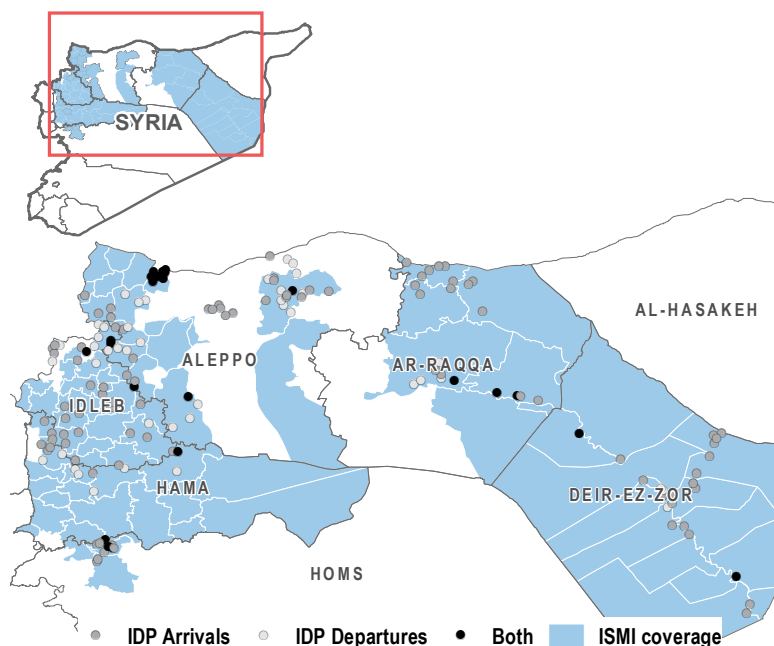 SYRIA
AL-HASAKEH
ALEPPO
AR-RAQQA
IDLEB
HAMA
DEIR-EZ-ZOR
HOMS
IDP Arrivals IDP Departures Both ISMI coverage